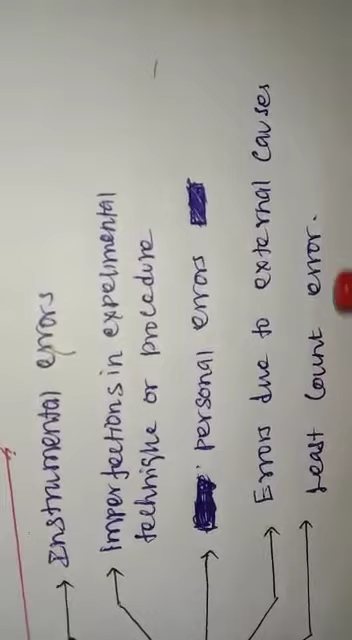 Instrumental errors
Imperfections in experimental
technique or procedure
personal errors
Errors due to external causes
Least Count error.